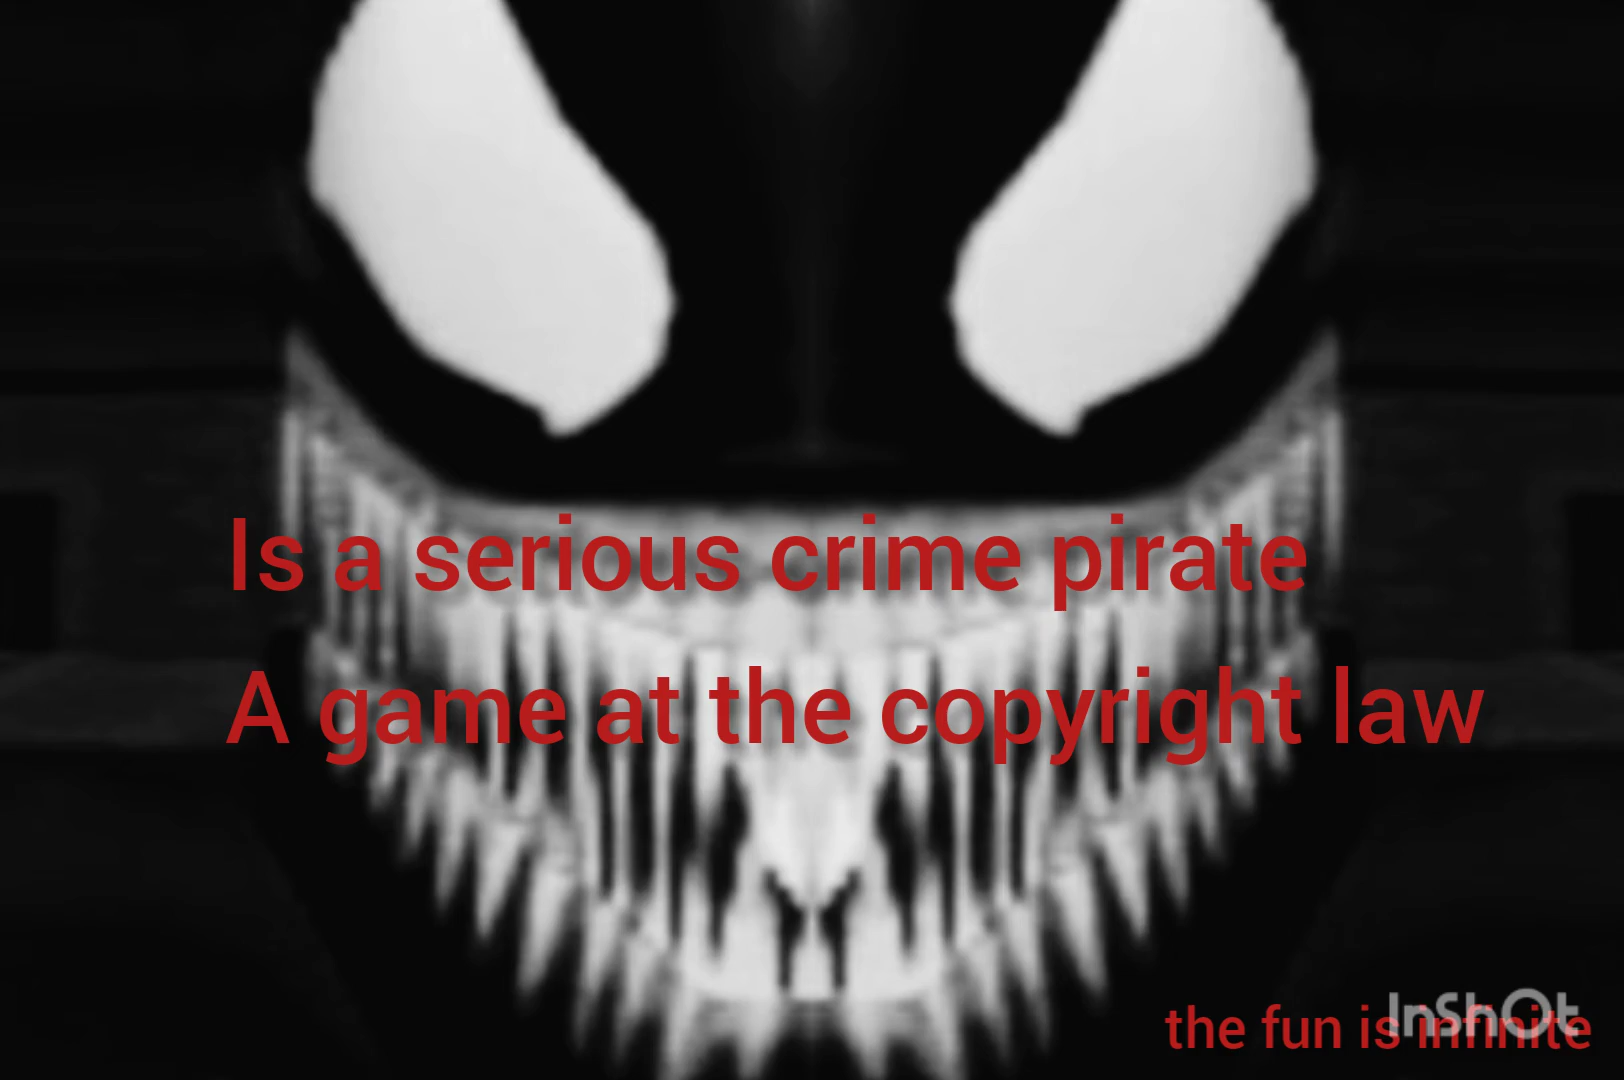 Is a serious crime pirate
A game at the copyright law
the fun is infinite
InShOt